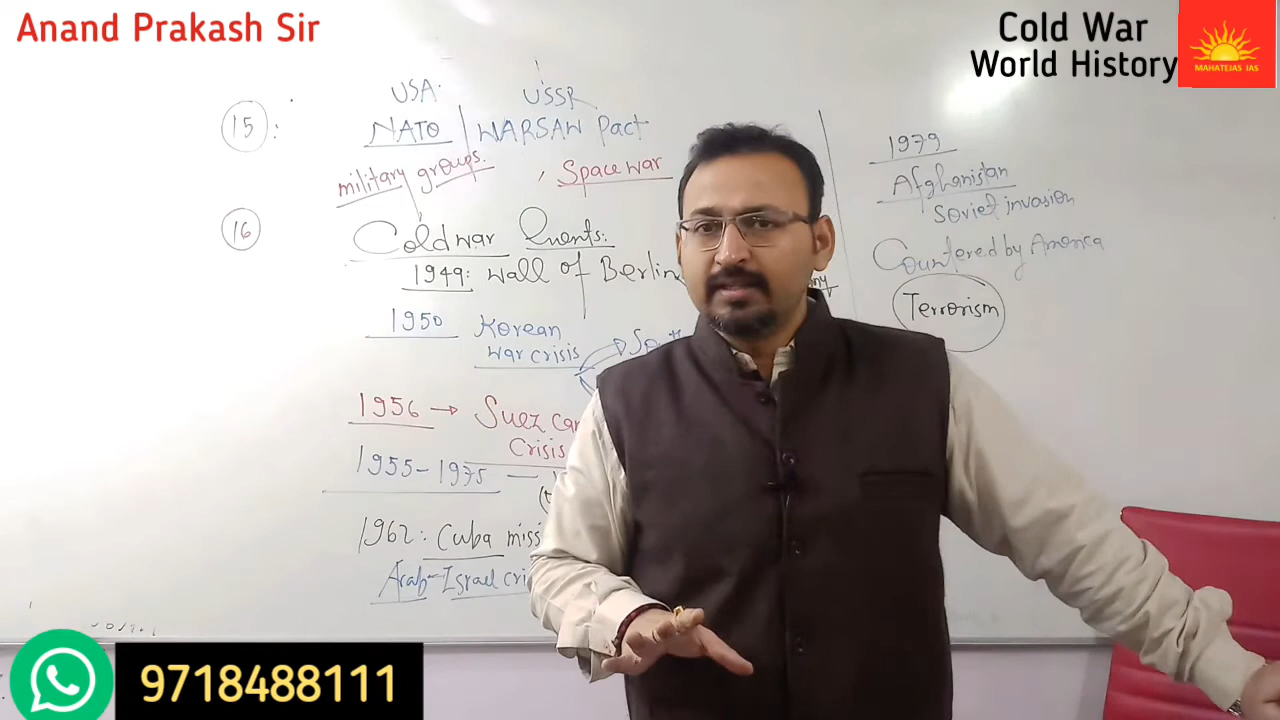 Anand Prakash Sir
Cold War
World History
MAHATEJAS IAS
15:
USA
USSR
NATO | WARSAW Pact
military groups.
, Space war
16
Cold war Events:
1949: Wall of Berlin
1950 Korean
war crisis
1956 → Suez
Crisis
1955-1975 —
1962: Cuba
Arab-Israel
1979
Afghanistan
Soviet invasion
Countered by America
Terrorism
9718488111